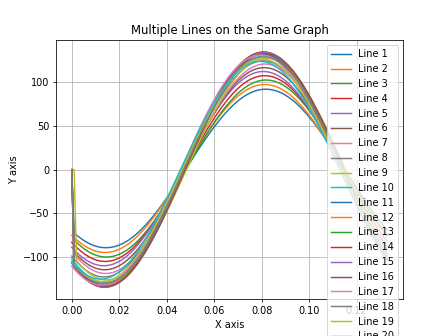 Multiple Lines on the Same Graph
Y axis
100
50
0
−50
−100
0.00
0.02
0.04
0.06
0.08
0.10
X axis
Line 1
Line 2
Line 3
Line 4
Line 5
Line 6
Line 7
Line 8
Line 9
Line 10
Line 11
Line 12
Line 13
Line 14
Line 15
Line 16
Line 17
Line 18
Line 19
Line 20